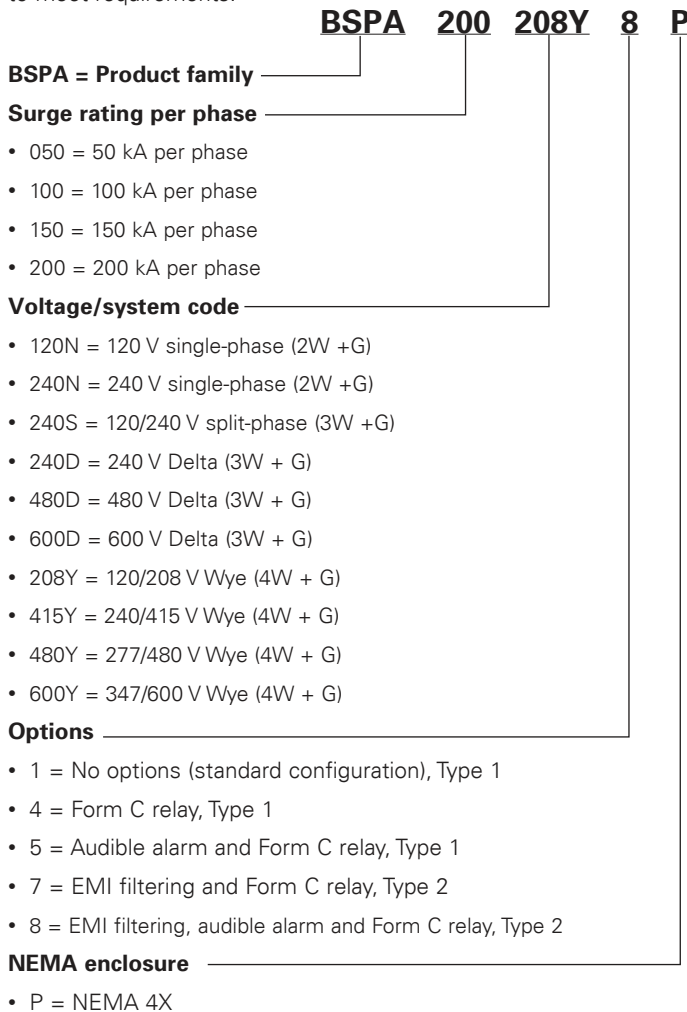 to meet requirements.
BSPA 200 208Y 8 P
BSPA = Product family
Surge rating per phase
• 050 = 50 kA per phase
• 100 = 100 kA per phase
• 150 = 150 kA per phase
• 200 = 200 kA per phase
Voltage/system code
• 120N = 120 V single-phase (2W +G)
• 240N = 240 V single-phase (2W +G)
• 240S = 120/240 V split-phase (3W +G)
• 240D = 240 V Delta (3W + G)
• 480D = 480 V Delta (3W + G)
• 600D = 600 V Delta (3W + G)
• 208Y = 120/208 V Wye (4W + G)
• 415Y = 240/415 V Wye (4W + G)
• 480Y = 277/480 V Wye (4W + G)
• 600Y = 347/600 V Wye (4W + G)
Options
• 1 = No options (standard configuration), Type 1
• 4 = Form C relay, Type 1
• 5 = Audible alarm and Form C relay, Type 1
• 7 = EMI filtering and Form C relay, Type 2
• 8 = EMI filtering, audible alarm and Form C relay, Type 2
NEMA enclosure
• P = NEMA 4X